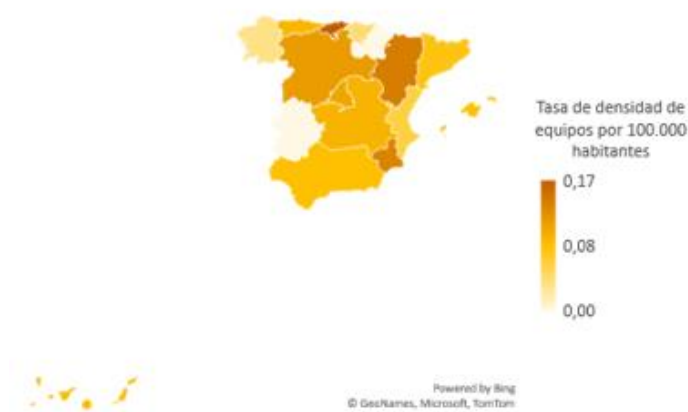 Tasa de densidad de
equipos por 100.000
habitantes
0,17
0,08
0,00
Powered by Bing
© GeoNames, Microsoft, TomTom